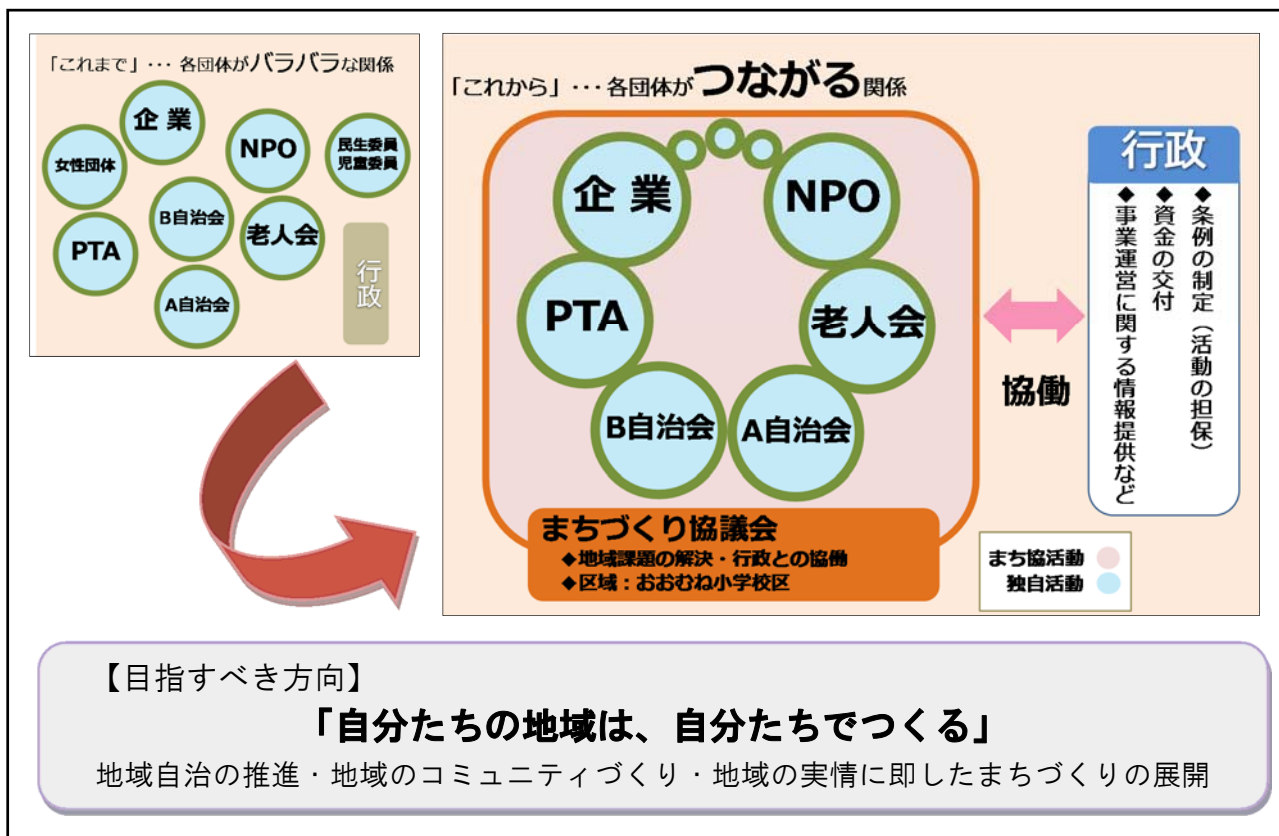 「これまで」･･･ 各団体がバラバラな関係
企 業
女性団体
NPO
民生委員
児童委員
B自治会
PTA
老人会
A自治会
行政
「これから」･･･各団体がつながる関係
企 業
NPO
PTA
老人会
B自治会
A自治会
まちづくり協議会
◆地域課題の解決・行政との協働
◆区域：おおむね小学校区
協働
行政
◆条例の制定（活動の担保）
◆資金の交付
◆事業運営に関する情報提供など
まち協活動
独自活動
【目指すべき方向】
「自分たちの地域は、自分たちでつくる」
地域自治の推進・地域のコミュニティづくり・地域の実情に即したまちづくりの展開